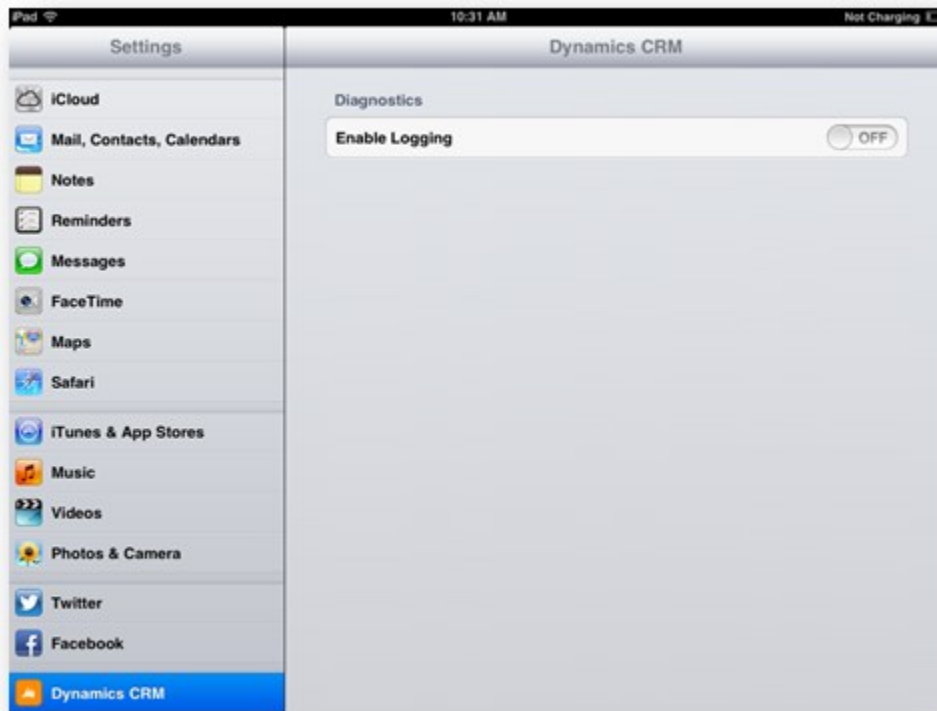 iPad 10:31 AM Not Charging
Settings
Dynamics CRM
iCloud
Mail, Contacts, Calendars
Notes
Reminders
Messages
FaceTime
Maps
Safari
iTunes & App Stores
Music
Videos
Photos & Camera
Twitter
Facebook
Dynamics CRM
Diagnostics
Enable Logging OFF